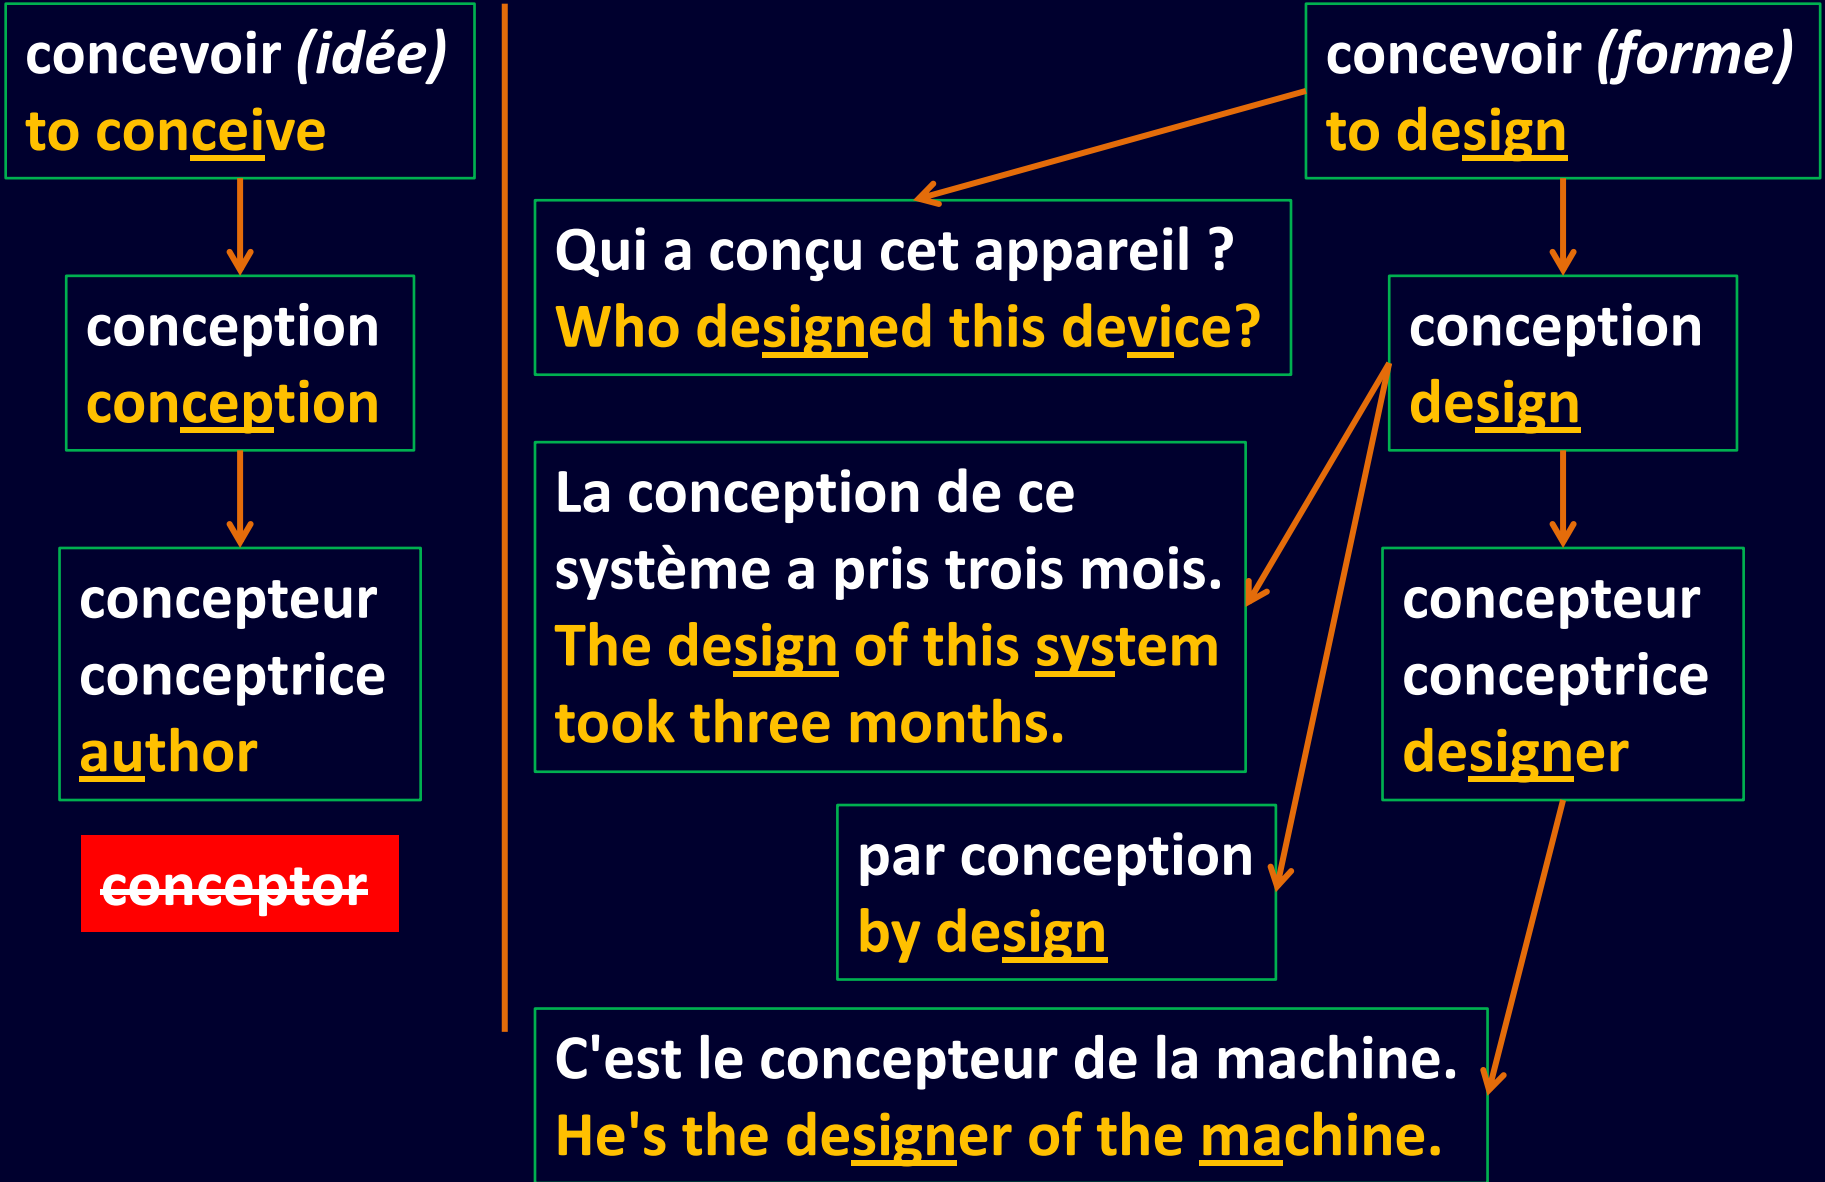 concevoir (idée)
to conceive
conception
conception
concepteur
conceptrice
author
conceptor
concevoir (forme)
to design
Qui a conçu cet appareil ?
Who designed this device?
conception
design
La conception de ce
système a pris trois mois.
The design of this system
took three months.
concepteur
conceptrice
designer
par conception
by design
C'est le concepteur de la machine.
He's the designer of the machine.